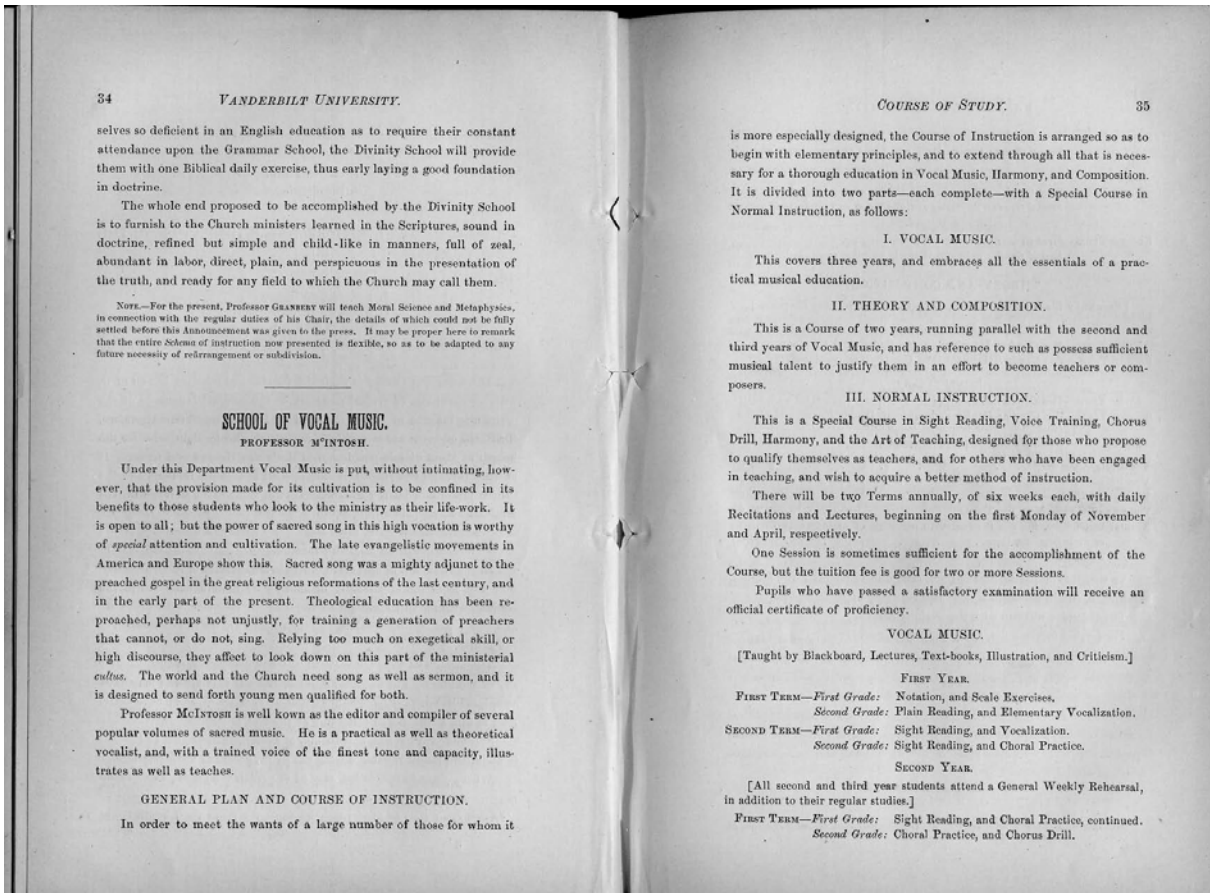 34 VANDERBILT UNIVERSITY.
selves so deficient in an English education as to require their constant
attendance upon the Grammar School, the Divinity School will provide
them with one Biblical daily exercise, thus early laying a good foundation
in doctrine.
The whole end proposed to be accomplished by the Divinity School
is to furnish to the Church ministers learned in the Scriptures, sound in
doctrine, refined but simple and child-like in manners, full of zeal,
abundant in labor, direct, plain, and perspicuous in the presentation of
the truth, and ready for any field to which the Church may call them.
NOTE.—For the present, Professor GRANBERY will teach Moral Science and Metaphysics,
in connection with the regular duties of his Chair, the details of which could not be fully
settled before this Announcement was given to the press. It may be proper here to remark
that the entire Schema of instruction now presented is flexible, so as to be adapted to any
future necessity of reärrangement or subdivision.
SCHOOL OF VOCAL MUSIC.
PROFESSOR McINTOSH.
Under this Department Vocal Music is put, without intimating, how-
ever, that the provision made for its cultivation is to be confined in its
benefits to those students who look to the ministry as their life-work. It
is open to all; but the power of sacred song in this high vocation is worthy
of special attention and cultivation. The late evangelistic movements in
America and Europe show this. Sacred song was a mighty adjunct to the
preached gospel in the great religious reformations of the last century, and
in the early part of the present. Theological education has been re-
proached, perhaps not unjustly, for training a generation of preachers
that cannot, or do not, sing. Relying too much on exegetical skill, or
high discourse, they affect to look down on this part of the ministerial
cultus. The world and the Church need song as well as sermon, and it
is designed to send forth young men qualified for both.
Professor McINTOSH is well kown as the editor and compiler of several
popular volumes of sacred music. He is a practical as well as theoretical
vocalist, and, with a trained voice of the finest tone and capacity, illus-
trates as well as teaches.
GENERAL PLAN AND COURSE OF INSTRUCTION.
In order to meet the wants of a large number of those for whom it
COURSE OF STUDY. 35
is more especially designed, the Course of Instruction is arranged so as to
begin with elementary principles, and to extend through all that is neces-
sary for a thorough education in Vocal Music, Harmony, and Composition.
It is divided into two parts—each complete—with a Special Course in
Normal Instruction, as follows:
I. VOCAL MUSIC.
This covers three years, and embraces all the essentials of a prac-
tical musical education.
II. THEORY AND COMPOSITION.
This is a Course of two years, running parallel with the second and
third years of Vocal Music, and has reference to such as possess sufficient
musical talent to justify them in an effort to become teachers or com-
posers.
III. NORMAL INSTRUCTION.
This is a Special Course in Sight Reading, Voice Training, Chorus
Drill, Harmony, and the Art of Teaching, designed for those who propose
to qualify themselves as teachers, and for others who have been engaged
in teaching, and wish to acquire a better method of instruction.
There will be two Terms annually, of six weeks each, with daily
Recitations and Lectures, beginning on the first Monday of November
and April, respectively.
One Session is sometimes sufficient for the accomplishment of the
Course, but the tuition fee is good for two or more Sessions.
Pupils who have passed a satisfactory examination will receive an
official certificate of proficiency.
VOCAL MUSIC.
[Taught by Blackboard, Lectures, Text-books, Illustration, and Criticism.]
FIRST YEAR.
FIRST TERM—First Grade: Notation, and Scale Exercises.
Second Grade: Plain Reading, and Elementary Vocalization.
SECOND TERM—First Grade: Sight Reading, and Vocalization.
Second Grade: Sight Reading, and Choral Practice.
SECOND YEAR.
[All second and third year students attend a General Weekly Rehearsal,
in addition to their regular studies.]
FIRST TERM—First Grade: Sight Reading, and Choral Practice, continued.
Second Grade: Choral Practice, and Chorus Drill.